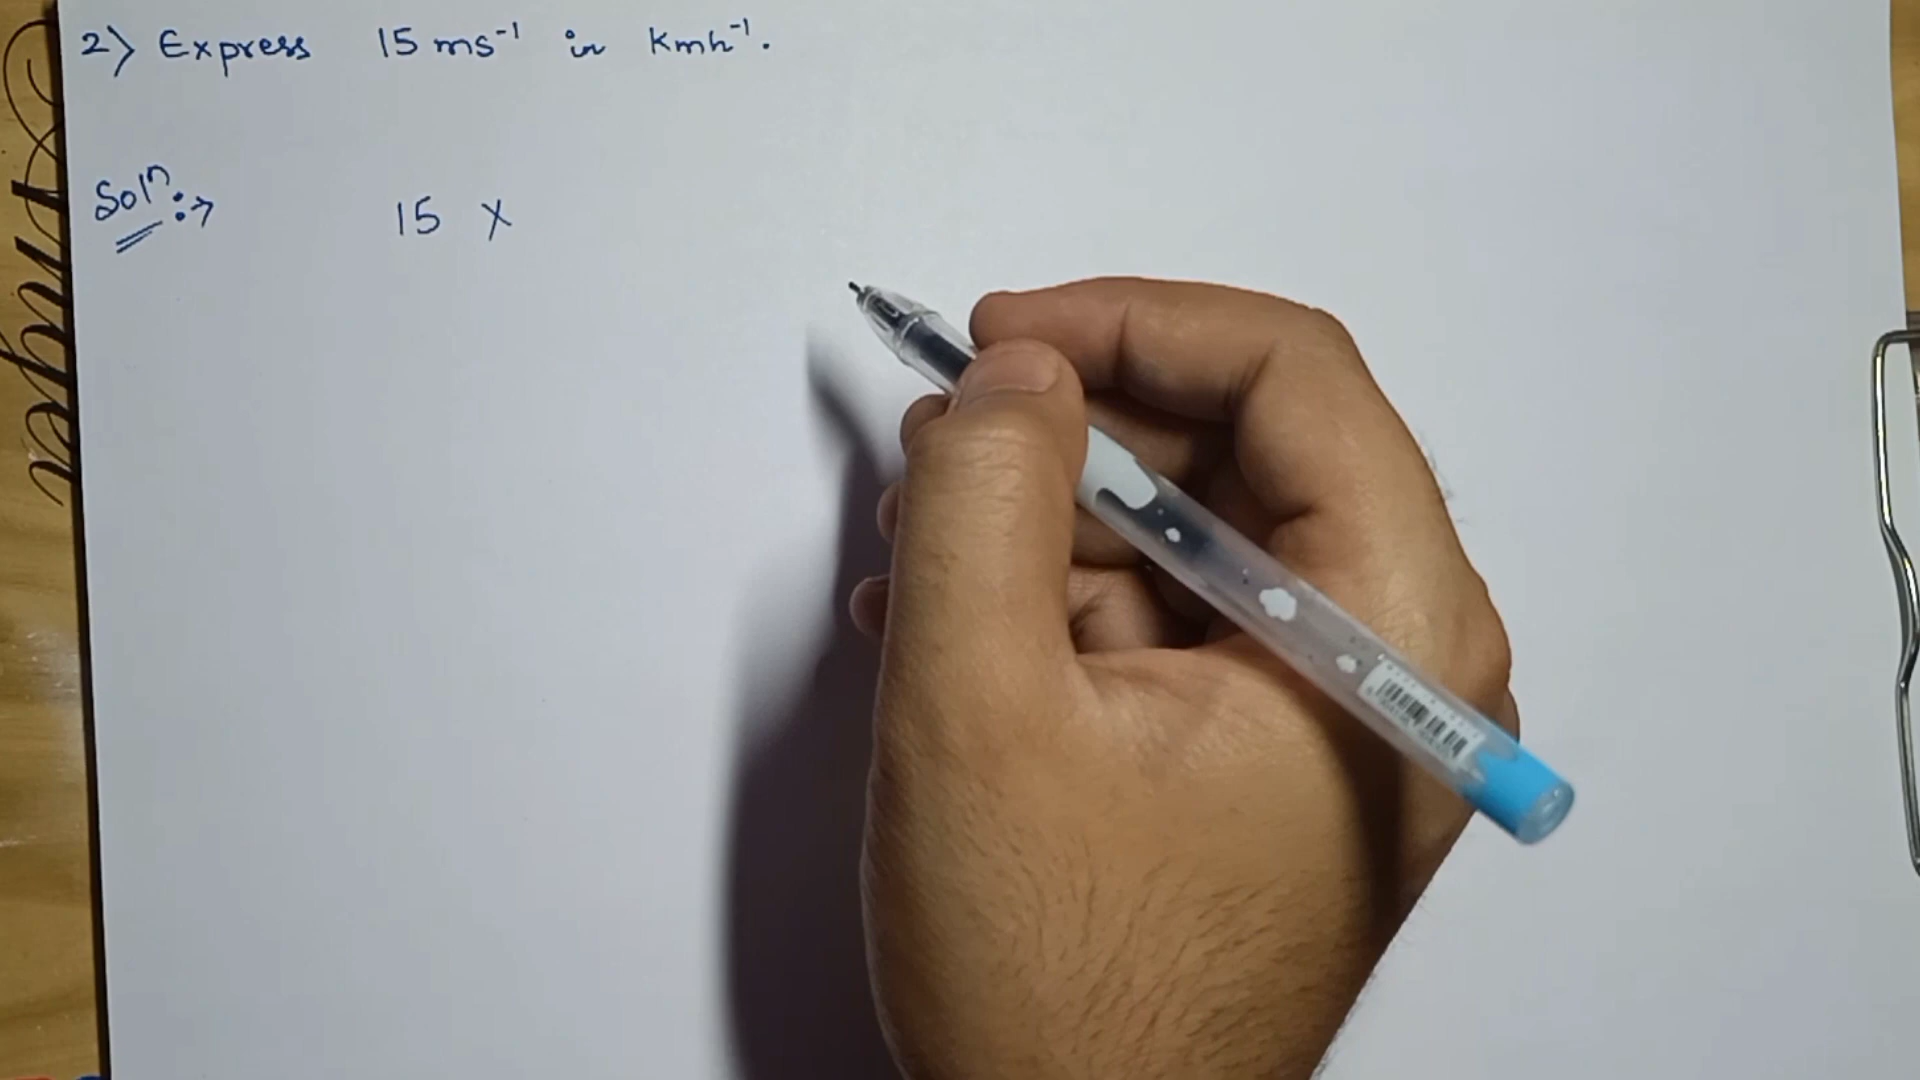 2) Express 15 ms⁻¹ in kmh⁻¹.
Solⁿ:→ 15 X